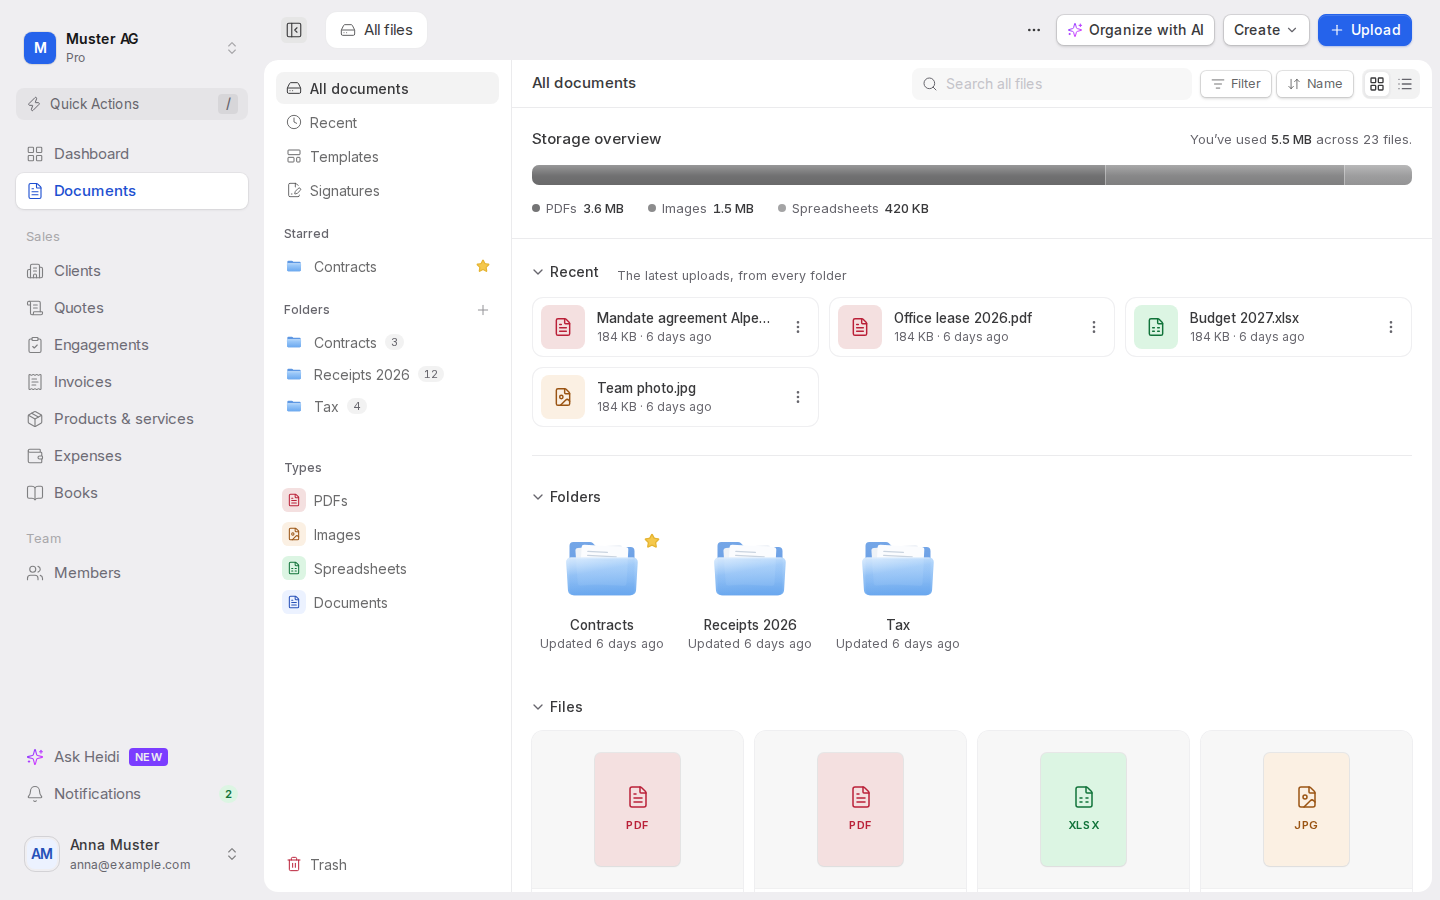 Muster AG
Pro
Quick Actions /
Dashboard
Documents
Sales
Clients
Quotes
Engagements
Invoices
Products & services
Expenses
Books
Team
Members
Ask Heidi NEW
Notifications 2
AM
Anna Muster
anna@example.com
M
All files
Organize with AI
Create
Upload
All documents
Recent
Templates
Signatures
Starred
Contracts
Folders
Contracts 3
Receipts 2026 12
Tax 4
Types
PDFs
Images
Spreadsheets
Documents
Trash
All documents
Search all files
Filter
Name
Storage overview
You've used 5.5 MB across 23 files.
PDFs 3.6 MB
Images 1.5 MB
Spreadsheets 420 KB
Recent The latest uploads, from every folder
Mandate agreement Alpe…
184 KB · 6 days ago
Office lease 2026.pdf
184 KB · 6 days ago
Budget 2027.xlsx
184 KB · 6 days ago
Team photo.jpg
184 KB · 6 days ago
Folders
Contracts
Updated 6 days ago
Receipts 2026
Updated 6 days ago
Tax
Updated 6 days ago
Files
PDF
PDF
XLSX
JPG